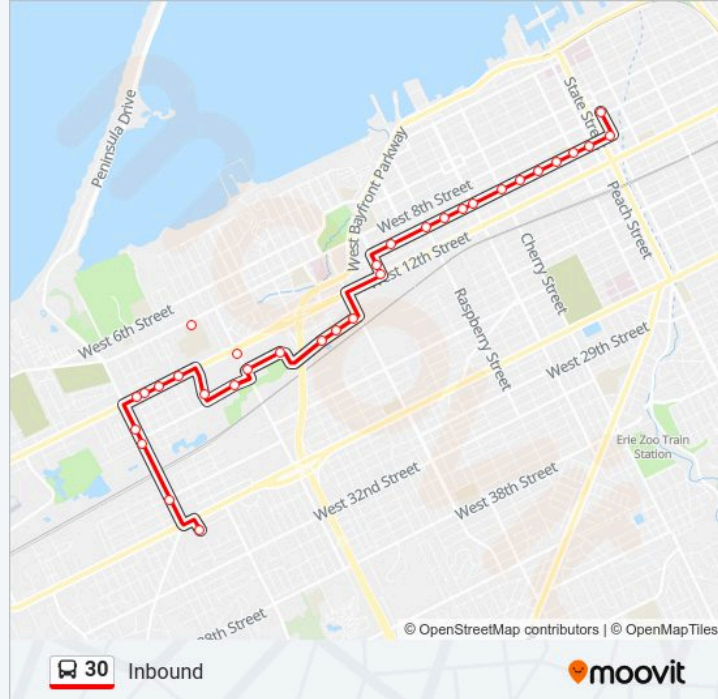 Peninsula Drive
State Stre
West Bayfront Parkway
West 8th Street
Peach Street
West 12th Street
Cherry Street
West 6th Street
Raspberry Street
West 29th Street
Erie Zoo Train
Station
West 32nd Street
West 38th Street
8th Street
© OpenStreetMap contributors | © OpenMapTiles
30 Inbound
moovit